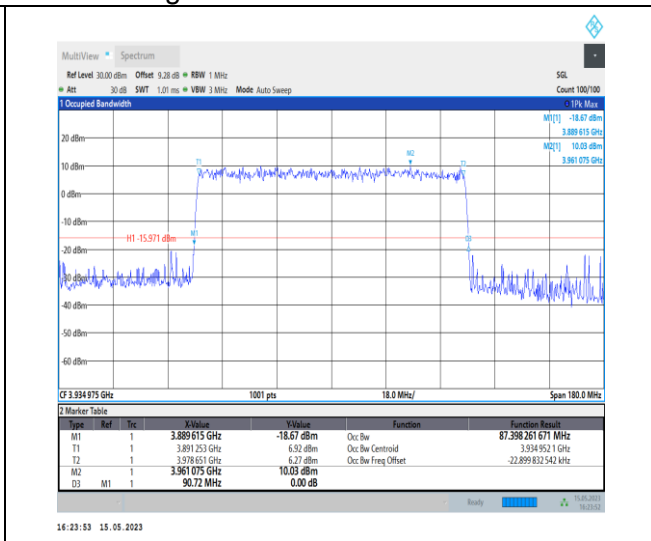 MultiView Spectrum
Ref Level 30.00 dBm Offset 9.28 dB RBW 1 MHz SGL
Att 30 dB SWT 1.01 ms VBW 3 MHz Mode Auto Sweep Count 100/100
1 Occupied Bandwidth 1Pk Max
M1[1] -18.67 dBm
3.889 615 GHz
M2[1] 10.03 dBm
3.961 075 GHz
20 dBm
10 dBm
0 dBm
-10 dBm
-20 dBm
-30 dBm
-40 dBm
-50 dBm
-60 dBm
T1
M2
T2
M1
D3
H1 -15.971 dBm
CF 3.934 975 GHz 1001 pts 18.0 MHz/ Span 180.0 MHz
2 Marker Table
Type Ref Trc X-Value Y-Value Function Function Result
M1 1 3.889 615 GHz -18.67 dBm Occ Bw 87.398 261 671 MHz
T1 1 3.891 253 GHz 6.92 dBm Occ Bw Centroid 3.934 952 1 GHz
T2 1 3.978 651 GHz 6.27 dBm Occ Bw Freq Offset -22.899 832 542 kHz
M2 1 3.961 075 GHz 10.03 dBm
D3 M1 1 90.72 MHz 0.00 dB
Ready 15.05.2023
16:23:52
16:23:53 15.05.2023